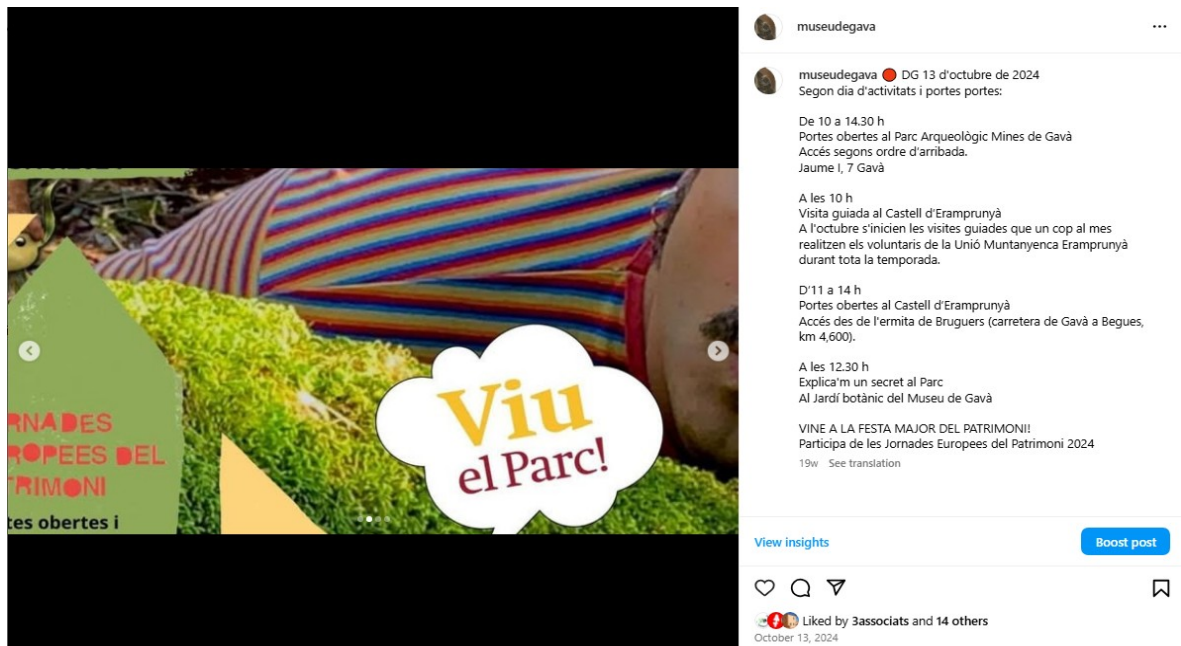 RNADES
ROPEES DEL
TRIMONI
tes obertes i
Viu
el Parc!
museudegava
museudegava DG 13 d'octubre de 2024
Segon dia d'activitats i portes portes:
De 10 a 14.30 h
Portes obertes al Parc Arqueològic Mines de Gavà
Accés segons ordre d'arribada.
Jaume I, 7 Gavà
A les 10 h
Visita guiada al Castell d'Eramprunyà
A l'octubre s'inicien les visites guiades que un cop al mes
realitzen els voluntaris de la Unió Muntanyenca Eramprunyà
durant tota la temporada.
D'11 a 14 h
Portes obertes al Castell d'Eramprunyà
Accés des de l'ermita de Bruguers (carretera de Gavà a Begues,
km 4,600).
A les 12.30 h
Explica'm un secret al Parc
Al Jardí botànic del Museu de Gavà
VINE A LA FESTA MAJOR DEL PATRIMONI!
Participa de les Jornades Europees del Patrimoni 2024
19w See translation
View insights
Boost post
Liked by 3associats and 14 others
October 13, 2024